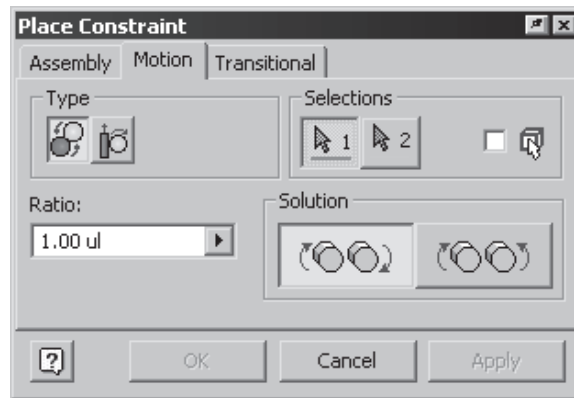 Place Constraint
Assembly Motion Transitional
Type
Selections
1 2
Ratio:
1.00 ul
Solution
? OK Cancel Apply